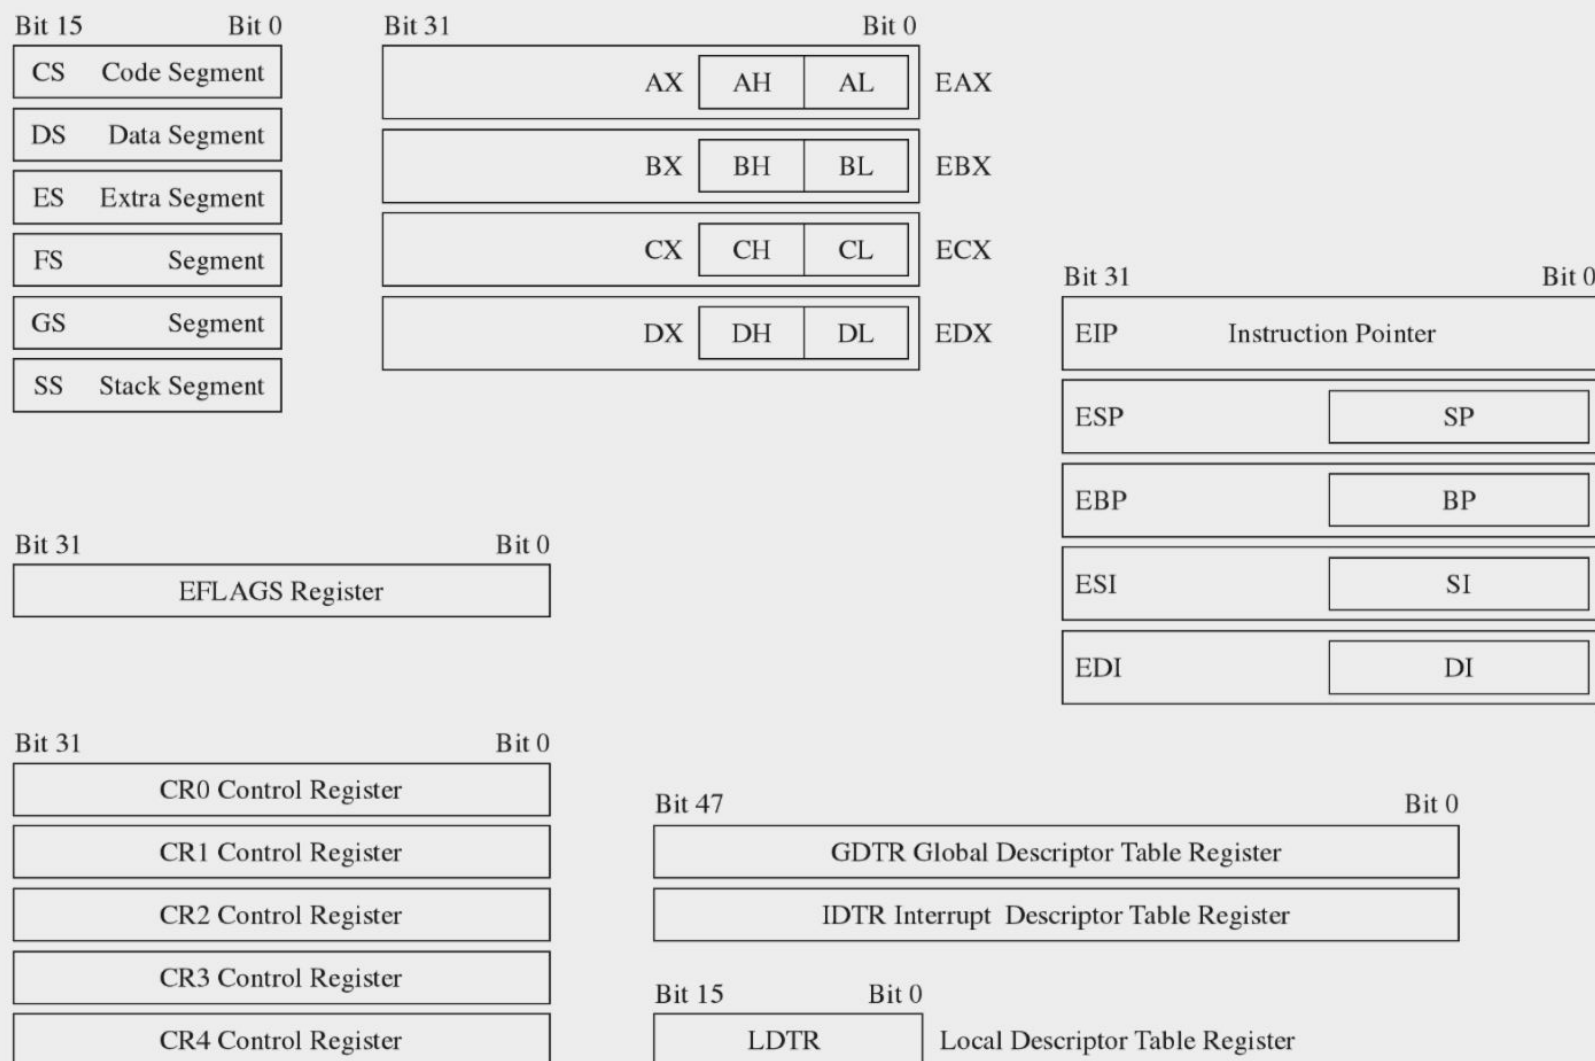 Bit 15 Bit 0
CS Code Segment
DS Data Segment
ES Extra Segment
FS Segment
GS Segment
SS Stack Segment
Bit 31 Bit 0
AX AH AL EAX
BX BH BL EBX
CX CH CL ECX
DX DH DL EDX
Bit 31 Bit 0
EIP Instruction Pointer
ESP SP
EBP BP
ESI SI
EDI DI
Bit 31 Bit 0
EFLAGS Register
Bit 31 Bit 0
CR0 Control Register
CR1 Control Register
CR2 Control Register
CR3 Control Register
CR4 Control Register
Bit 47 Bit 0
GDTR Global Descriptor Table Register
IDTR Interrupt Descriptor Table Register
Bit 15 Bit 0
LDTR Local Descriptor Table Register